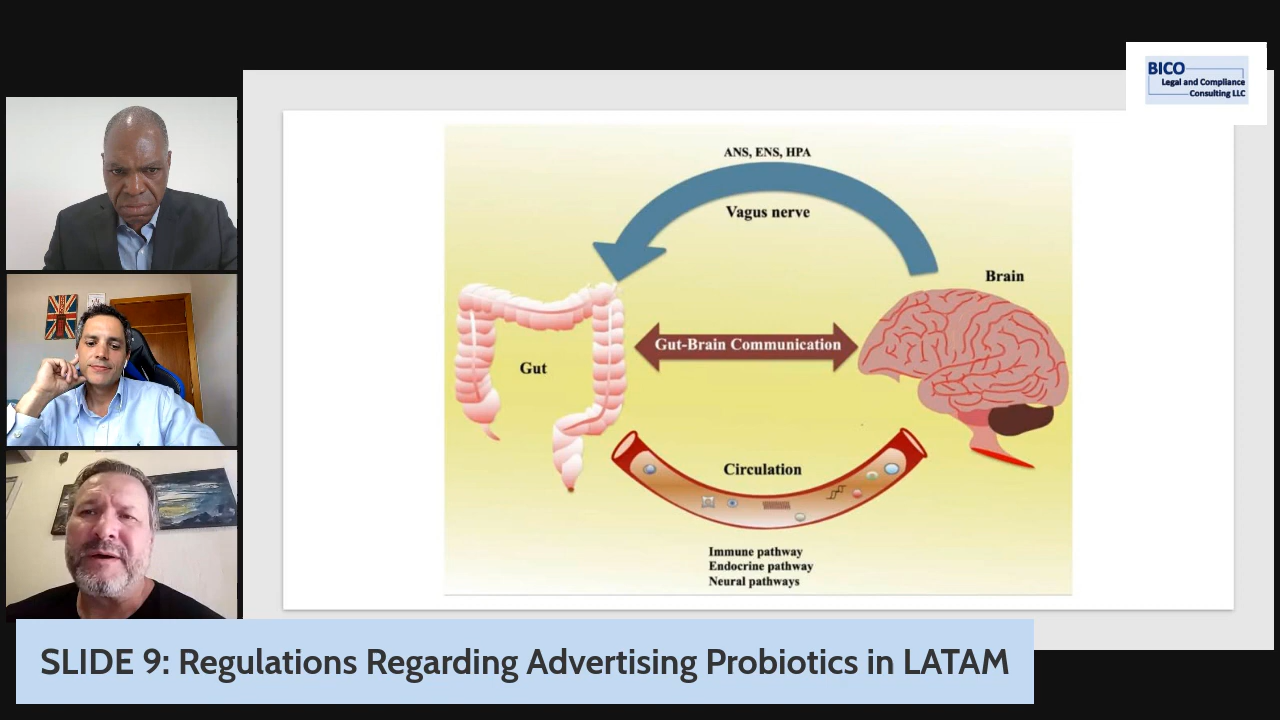 BICO
Legal and Compliance
Consulting LLC
ANS, ENS, HPA
Vagus nerve
Brain
Gut-Brain Communication
Gut
Circulation
Immune pathway
Endocrine pathway
Neural pathways
SLIDE 9: Regulations Regarding Advertising Probiotics in LATAM